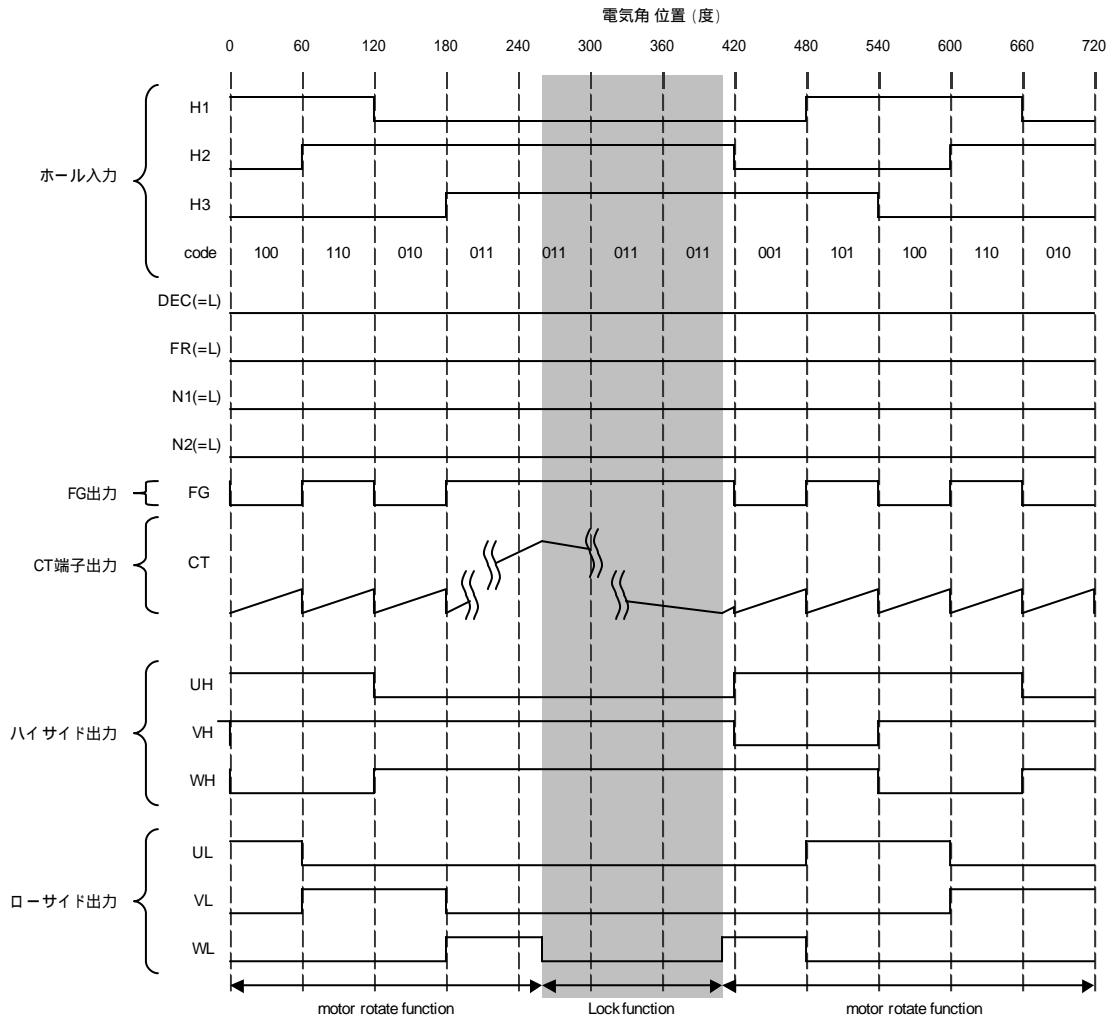 電気角 位置 (度)
0 60 120 180 240 300 360 420 480 540 600 660 720
ホール入力
H1
H2
H3
code 100 110 010 011 011 011 011 001 101 100 110 010
DEC(=L)
FR(=L)
N1(=L)
N2(=L)
FG出力 FG
CT端子出力 CT
ハイサイド出力
UH
VH
WH
ローサイド出力
UL
VL
WL
motor rotate function Lock function motor rotate function